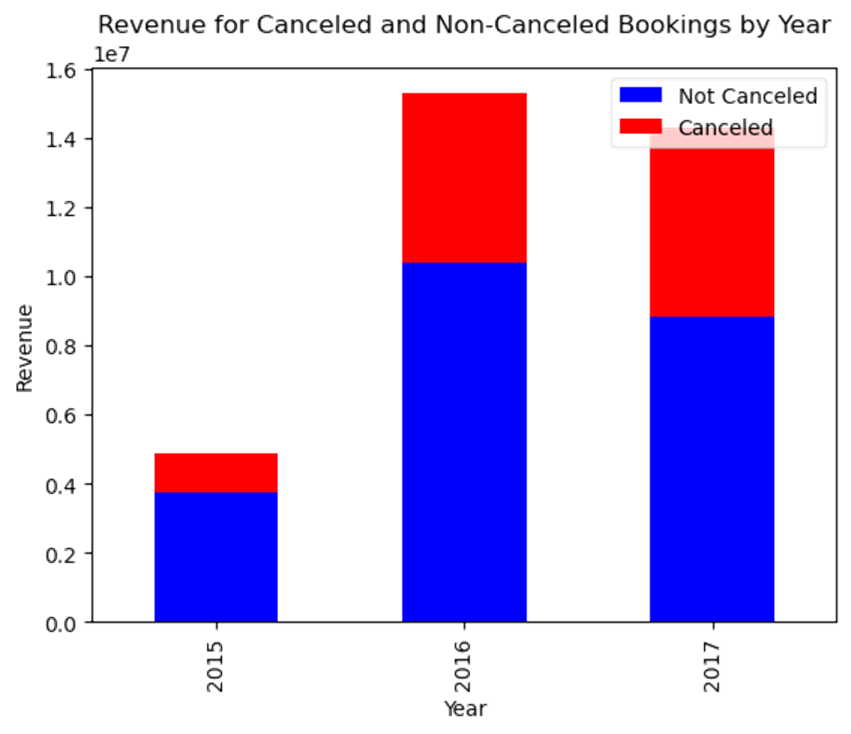 Revenue for Canceled and Non-Canceled Bookings by Year
1e7
1.6
1.4
1.2
1.0
0.8
0.6
0.4
0.2
0.0
Revenue
Not Canceled
Canceled
2015
2016
2017
Year